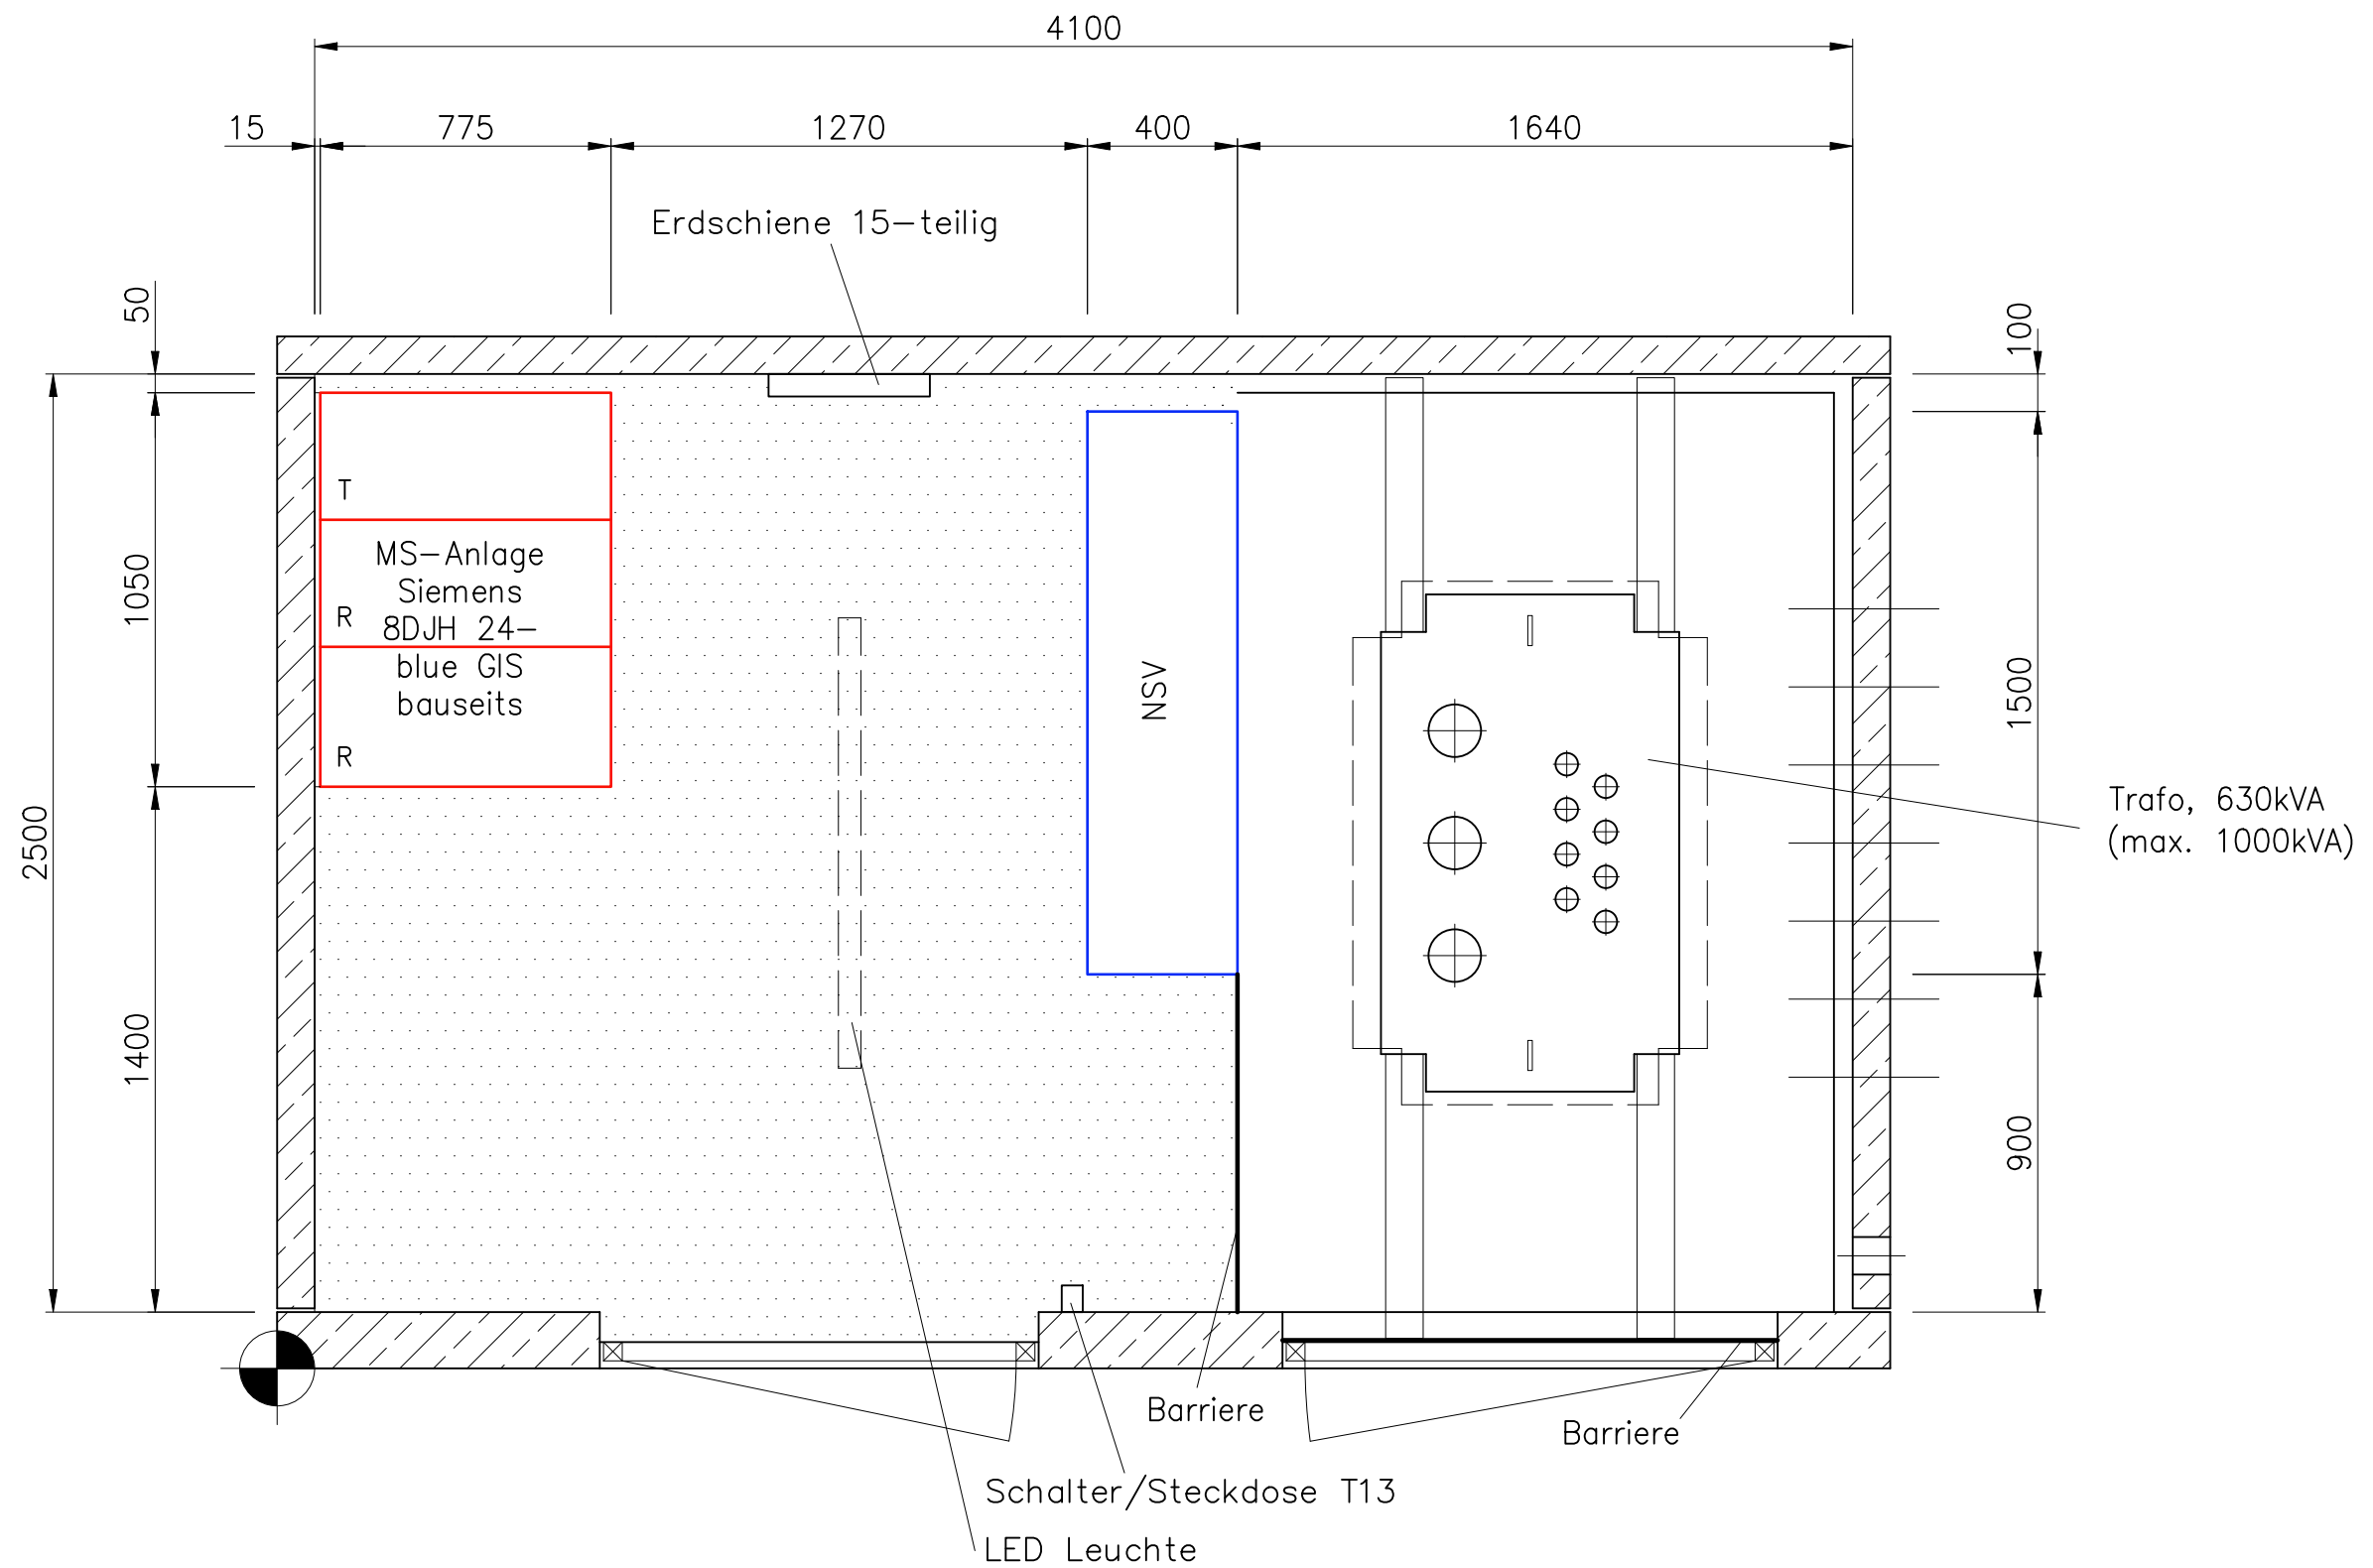 4100
15
775
1270
400
1640
Erdschiene 15-teilig
50
100
T
MS-Anlage
Siemens
R
8DJH 24-
blue GIS
bauseits
R
1050
NSV
1500
2500
Trafo, 630kVA
(max. 1000kVA)
1400
900
Barriere
Barriere
Schalter/Steckdose T13
LED Leuchte